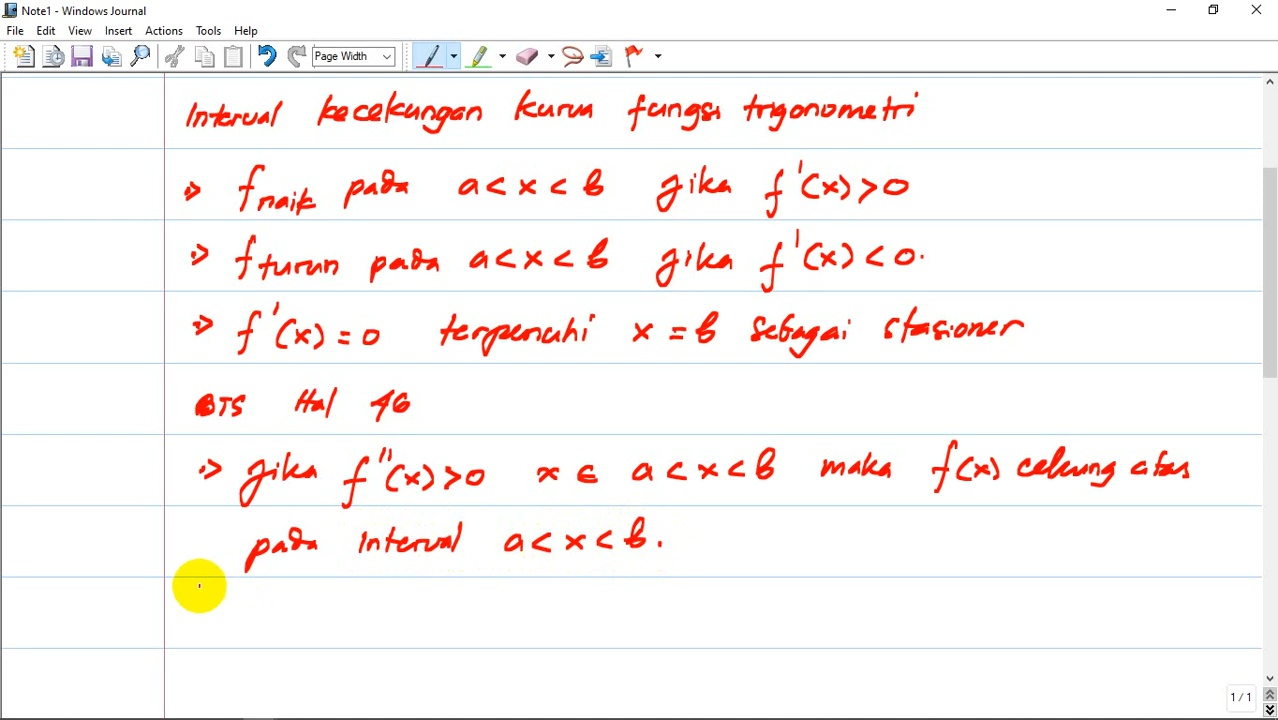 Note1 - Windows Journal
File Edit View Insert Actions Tools Help
Page Width
Interval kecekungan kurva fungsi trigonometri
=> f naik pada a < x < b jika f'(x) > 0
=> f turun pada a < x < b jika f'(x) < 0.
=> f'(x) = 0 terpenuhi x = b sebagai stasioner
BTS Hal 46
=> jika f''(x) > 0 x ∈ a < x < b maka f(x) cekung atas
pada interval a < x < b.
1 / 1